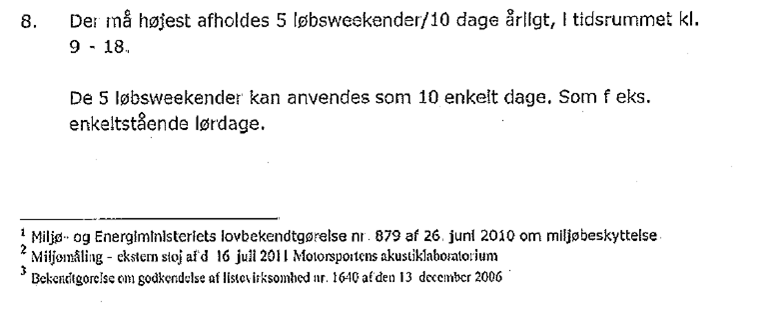 8. Der må højest afholdes 5 løbsweekender/10 dage årligt, i tidsrummet kl.
9 - 18.
De 5 løbsweekender kan anvendes som 10 enkelt dage. Som f eks.
enkeltstående lørdage.
1 Miljø- og Energiministeriets lovbekendtgørelse nr. 879 af 26. juni 2010 om miljøbeskyttelse
2 Miljømåling - ekstern støj af d 16 juli 2011 Motorsportens akustiklaboratorium
3 Bekendtgørelse om godkendelse af listevirksomhed nr. 1640 af den 13 december 2006